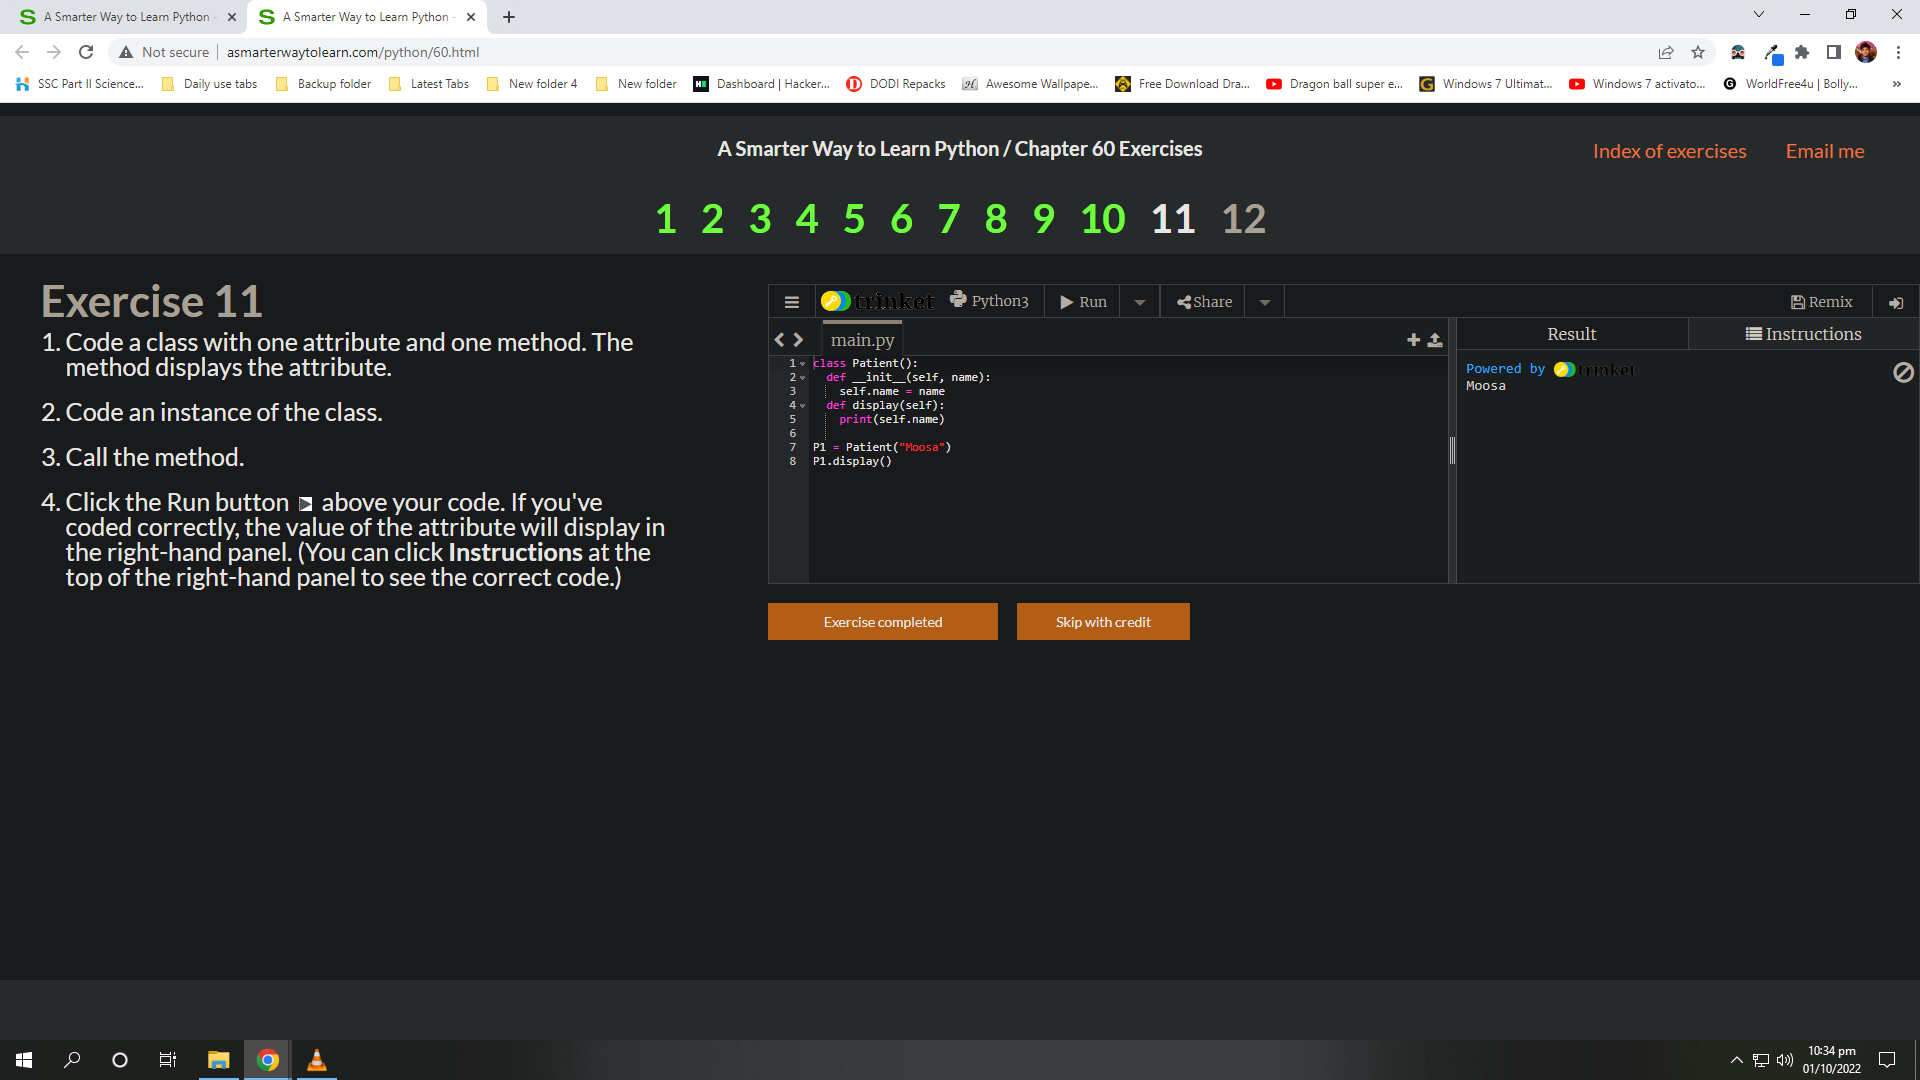 A Smarter Way to Learn Python -
A Smarter Way to Learn Python -
Not secure
asmarterwaytolearn.com/python/60.html
SSC Part II Science...
Daily use tabs
Backup folder
Latest Tabs
New folder 4
New folder
Dashboard | Hacker...
DODI Repacks
Awesome Wallpape...
Free Download Dra...
Dragon ball super e...
Windows 7 Ultimat...
Windows 7 activato...
WorldFree4u | Bolly...
A Smarter Way to Learn Python / Chapter 60 Exercises
Index of exercises
Email me
1 2 3 4 5 6 7 8 9 10 11 12
Exercise 11
1. Code a class with one attribute and one method. The
method displays the attribute.
2. Code an instance of the class.
3. Call the method.
4. Click the Run button above your code. If you've
coded correctly, the value of the attribute will display in
the right-hand panel. (You can click Instructions at the
top of the right-hand panel to see the correct code.)
trinket
Python3
Run
Share
Remix
main.py
Result
Instructions
1 class Patient():
2 def __init__(self, name):
3 self.name = name
4 def display(self):
5 print(self.name)
6
7 P1 = Patient("Moosa")
8 P1.display()
Powered by trinket
Moosa
Exercise completed
Skip with credit
10:34 pm
01/10/2022